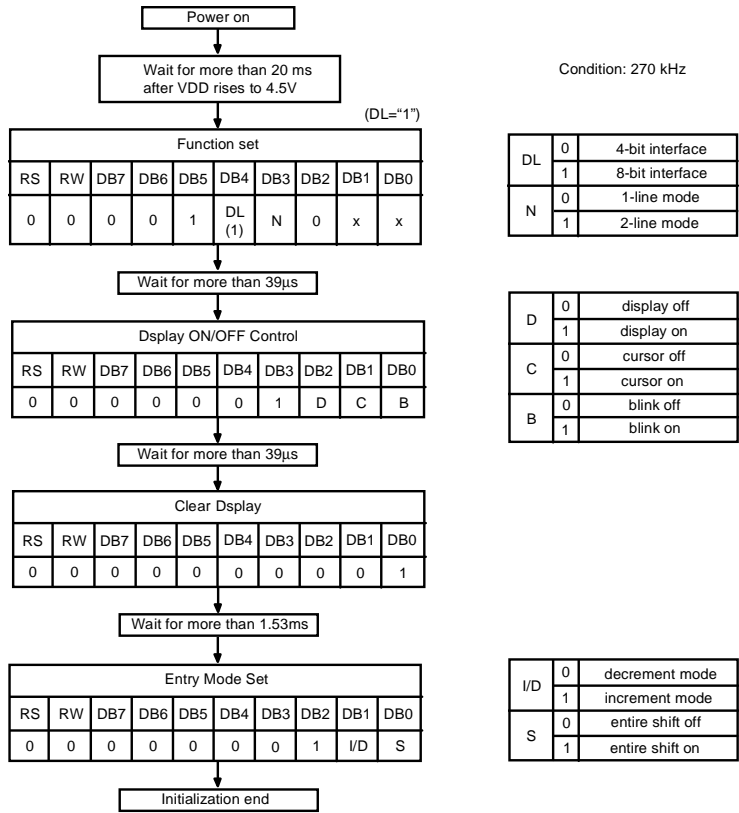 Power on
Wait for more than 20 ms
after VDD rises to 4.5V
Condition: 270 kHz
(DL=“1”)
Function set
RS RW DB7 DB6 DB5 DB4 DB3 DB2 DB1 DB0
0 0 0 0 1 DL (1) N 0 x x
DL 0 4-bit interface
1 8-bit interface
N 0 1-line mode
1 2-line mode
Wait for more than 39µs
Dsplay ON/OFF Control
RS RW DB7 DB6 DB5 DB4 DB3 DB2 DB1 DB0
0 0 0 0 0 0 1 D C B
D 0 display off
1 display on
C 0 cursor off
1 cursor on
B 0 blink off
1 blink on
Wait for more than 39µs
Clear Dsplay
RS RW DB7 DB6 DB5 DB4 DB3 DB2 DB1 DB0
0 0 0 0 0 0 0 0 0 1
Wait for more than 1.53ms
Entry Mode Set
RS RW DB7 DB6 DB5 DB4 DB3 DB2 DB1 DB0
0 0 0 0 0 0 0 1 I/D S
I/D 0 decrement mode
1 increment mode
S 0 entire shift off
1 entire shift on
Initialization end